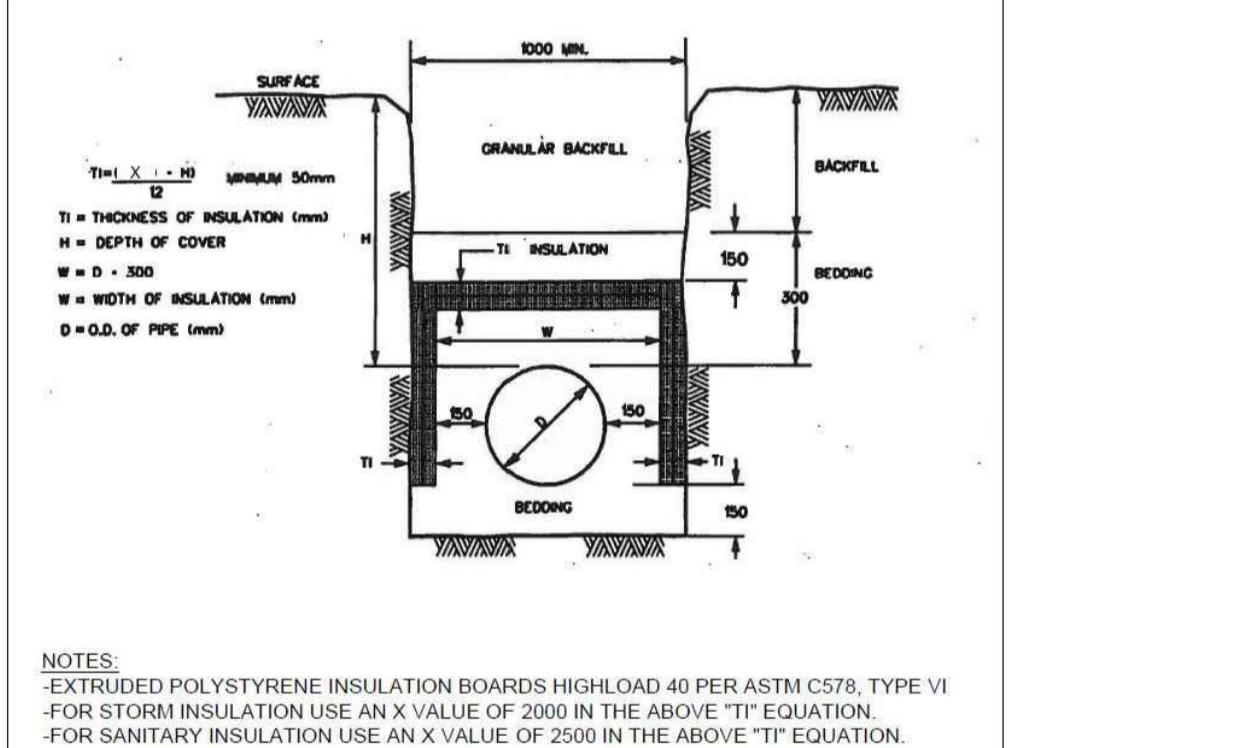 1000 MIN.
SURFACE
GRANULAR BACKFILL
TI=( X - H)
12
MINIMUM 50mm
BACKFILL
TI = THICKNESS OF INSULATION (mm)
H = DEPTH OF COVER
H
TI INSULATION
150
BEDDING
W = D + 300
300
W = WIDTH OF INSULATION (mm)
D = O.D. OF PIPE (mm)
W
150
D
150
TI
TI
BEDDING
150
NOTES:
-EXTRUDED POLYSTYRENE INSULATION BOARDS HIGHLOAD 40 PER ASTM C578, TYPE VI
-FOR STORM INSULATION USE AN X VALUE OF 2000 IN THE ABOVE "TI" EQUATION.
-FOR SANITARY INSULATION USE AN X VALUE OF 2500 IN THE ABOVE "TI" EQUATION.